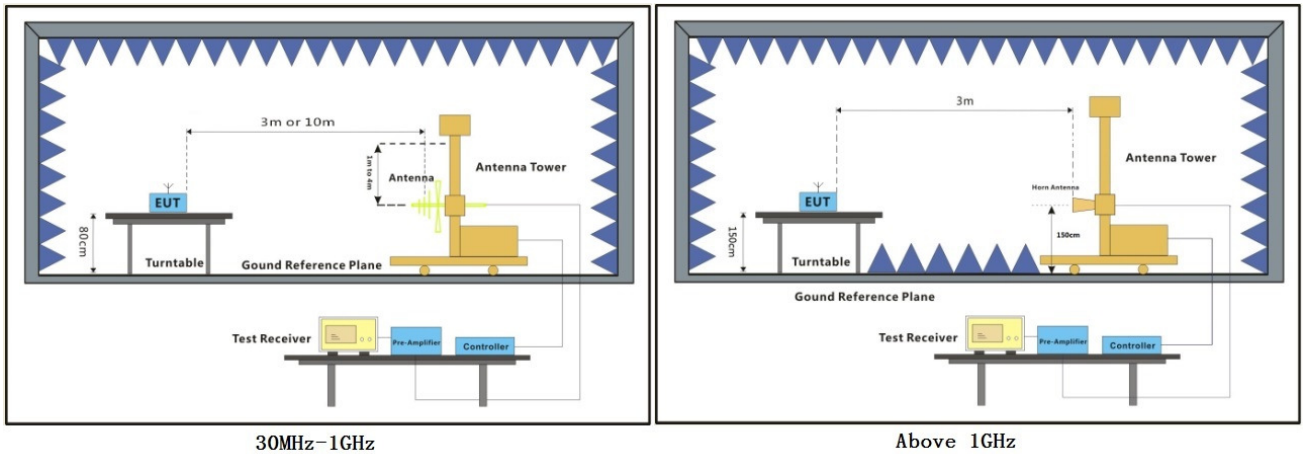 3m or 10m
1m to 4m
Antenna
Antenna Tower
EUT
80cm
Turntable
Gound Reference Plane
Test Receiver
Pre-Amplifier
Controller
30MHz-1GHz
3m
Antenna Tower
Horn Antenna
EUT
150cm
150cm
Turntable
Gound Reference Plane
Test Receiver
Pre-Amplifier
Controller
Above 1GHz